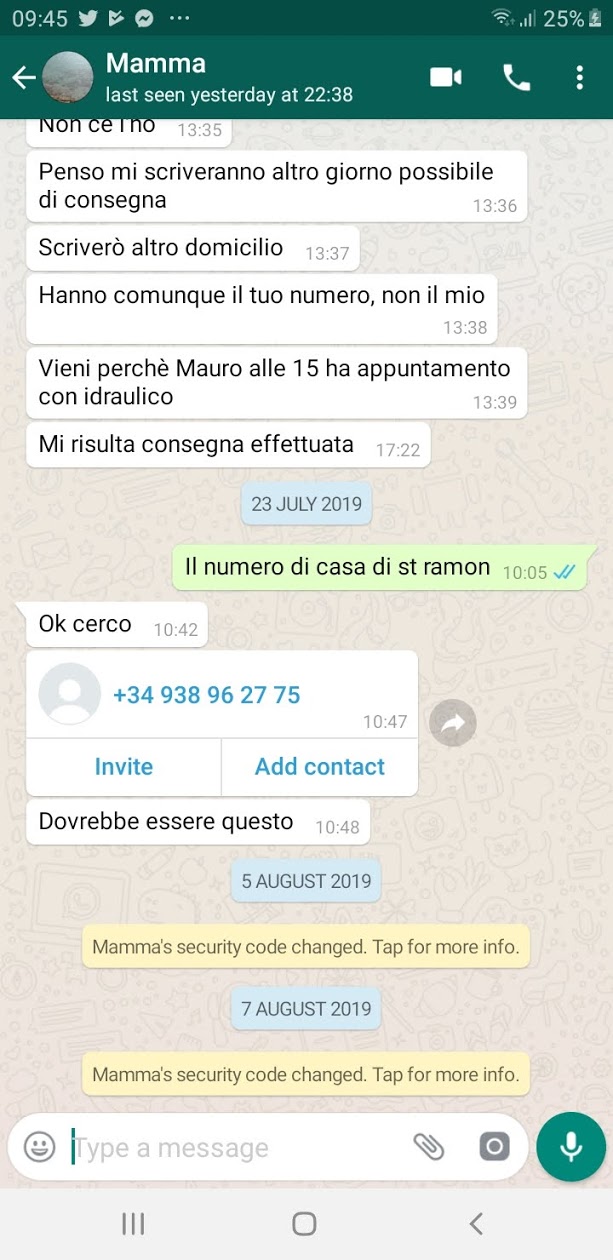 09:45
25%
Mamma
last seen yesterday at 22:38
Non ce l'ho 13:35
Penso mi scriveranno altro giorno possibile
di consegna 13:36
Scriverò altro domicilio 13:37
Hanno comunque il tuo numero, non il mio
13:38
Vieni perchè Mauro alle 15 ha appuntamento
con idraulico 13:39
Mi risulta consegna effettuata 17:22
23 JULY 2019
Il numero di casa di st ramon 10:05
Ok cerco 10:42
+34 938 96 27 75
10:47
Invite Add contact
Dovrebbe essere questo 10:48
5 AUGUST 2019
Mamma's security code changed. Tap for more info.
7 AUGUST 2019
Mamma's security code changed. Tap for more info.
Type a message